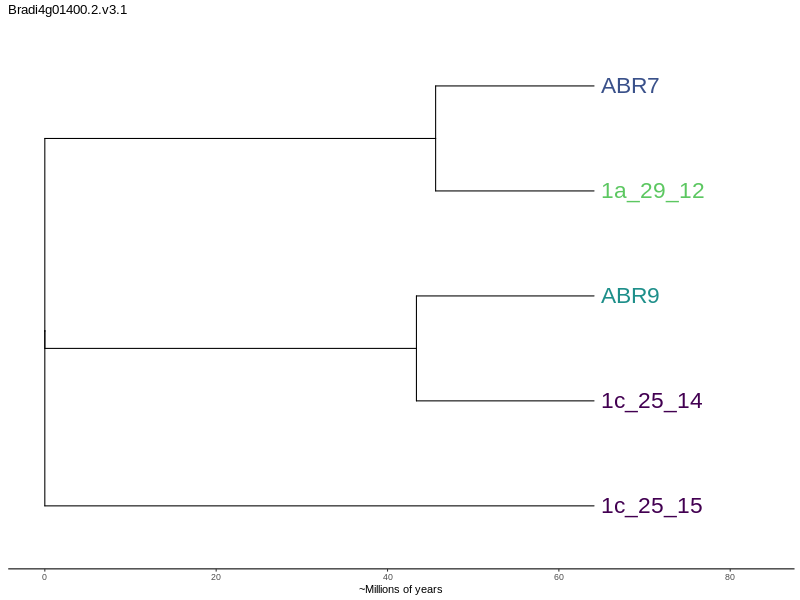 Bradi4g01400.2.v3.1
ABR7
1a_29_12
ABR9
1c_25_14
1c_25_15
0 20 40 60 80
~Millions of years